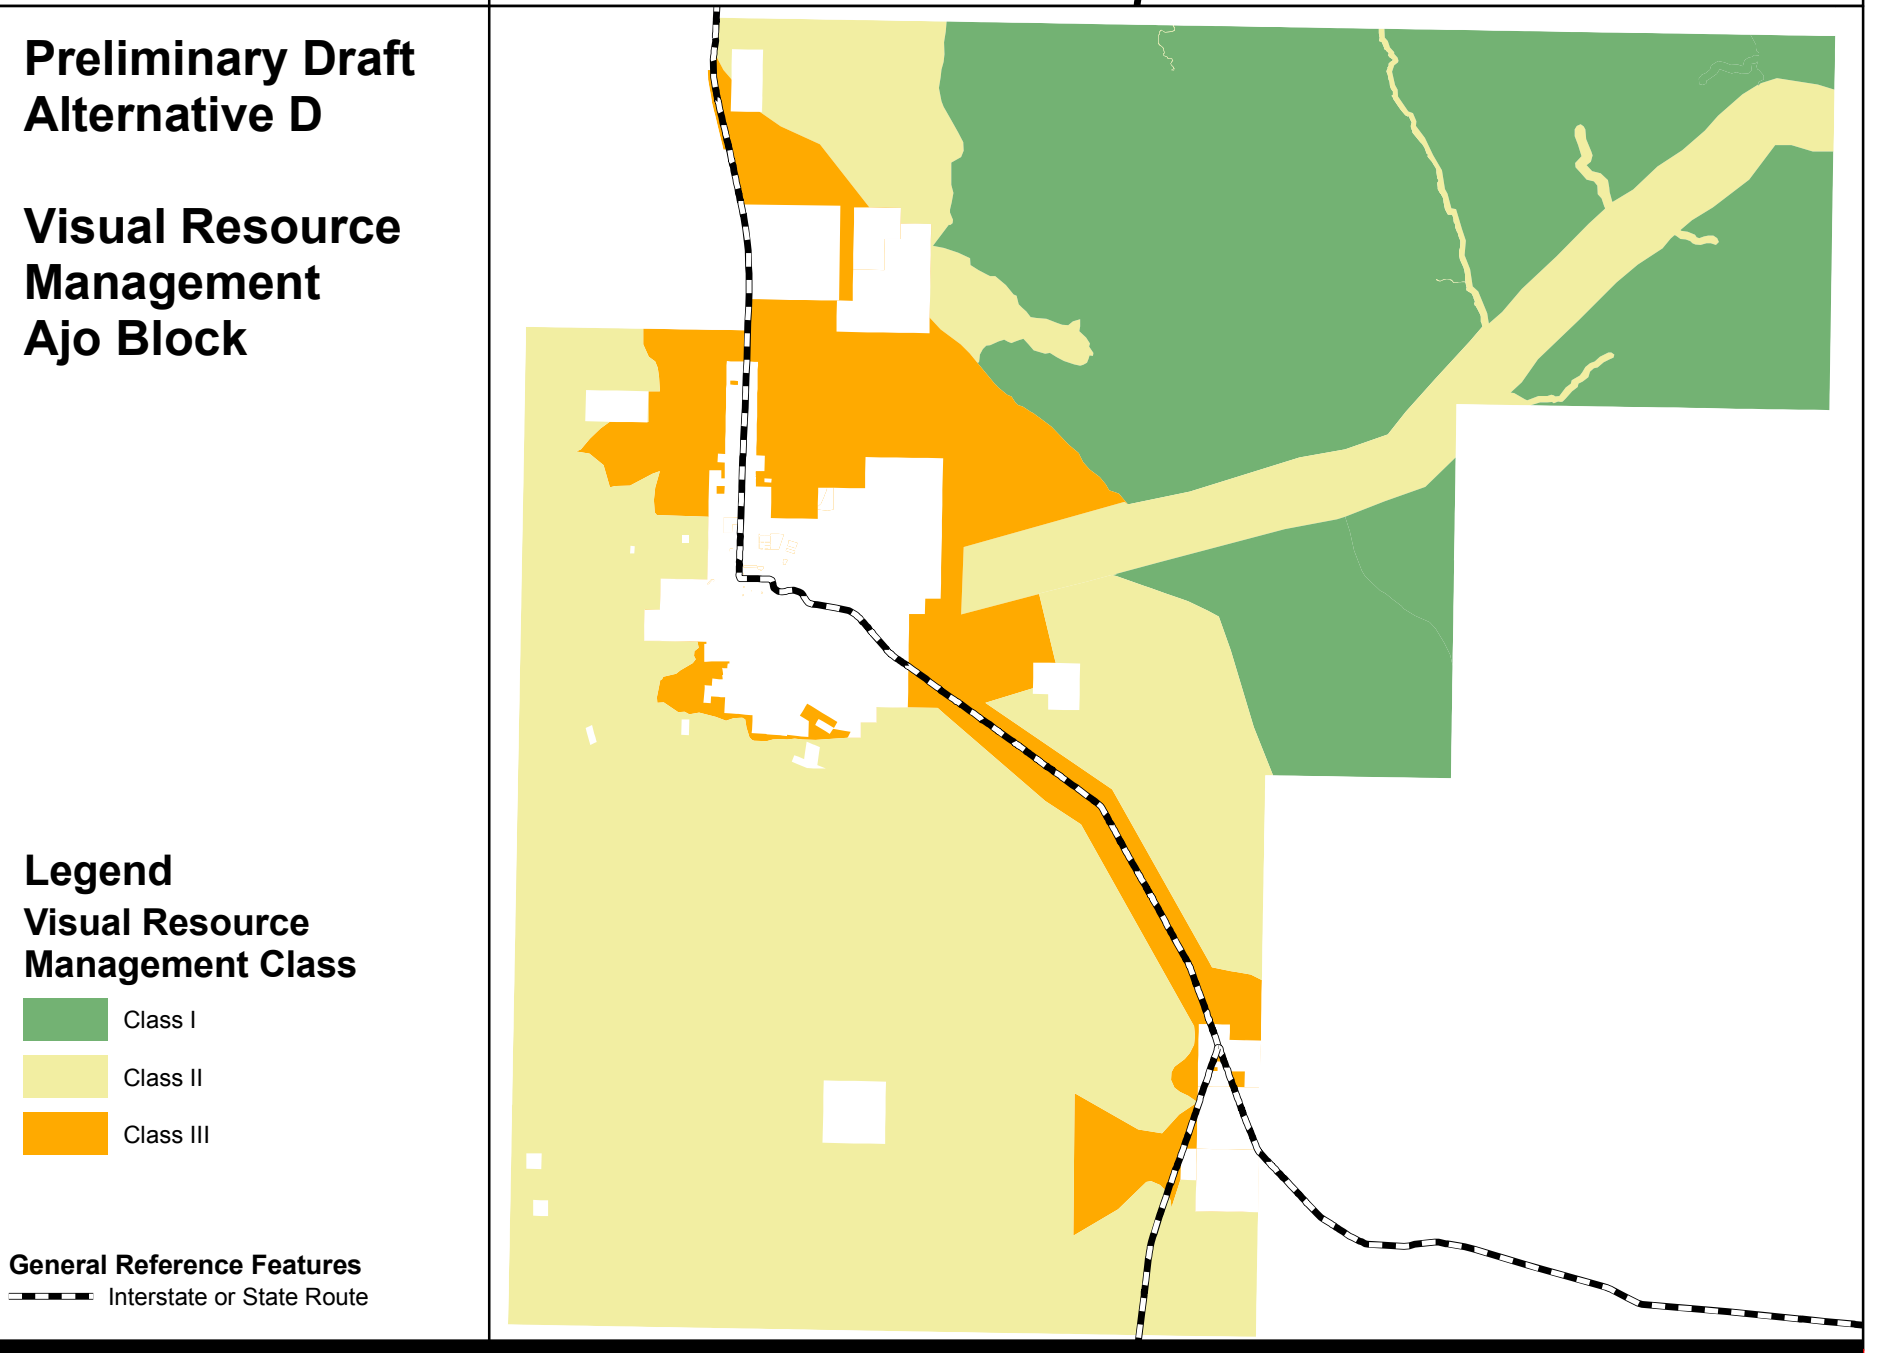 Preliminary Draft
Alternative D
Visual Resource
Management
Ajo Block
Legend
Visual Resource
Management Class
Class I
Class II
Class III
General Reference Features
Interstate or State Route